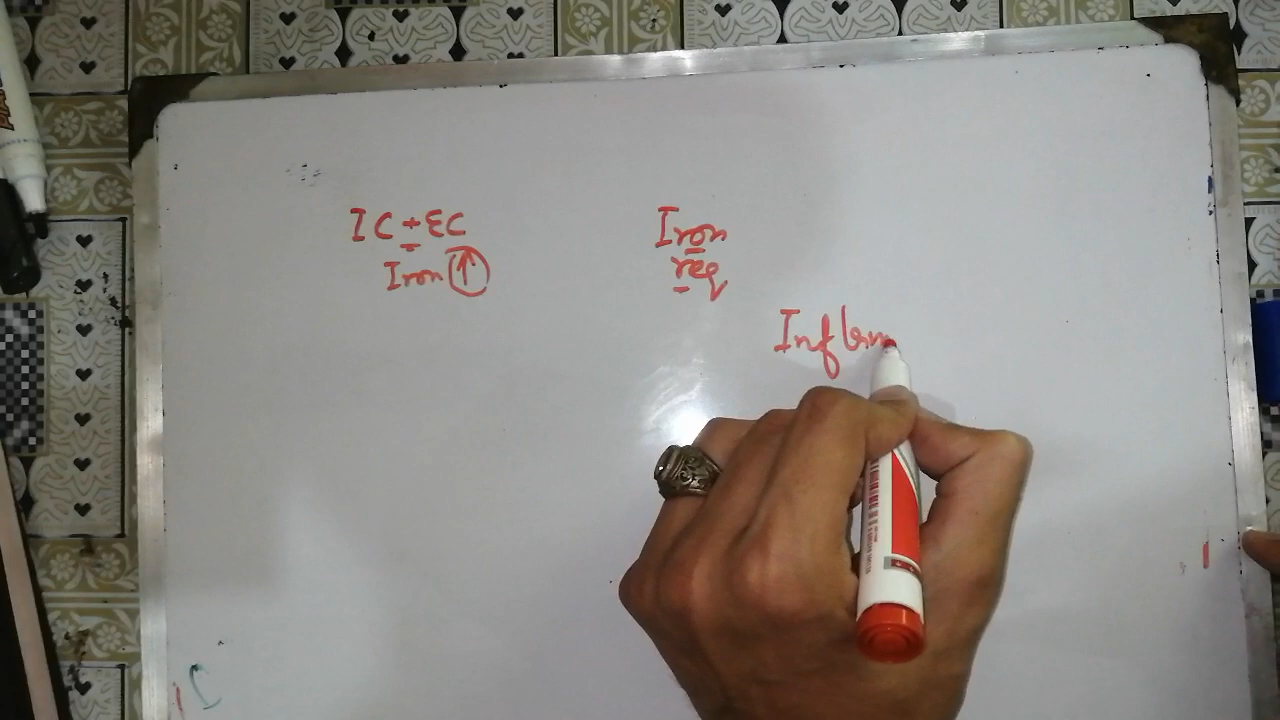 IC + EC
Iron ↑
Iron
req
Inflam